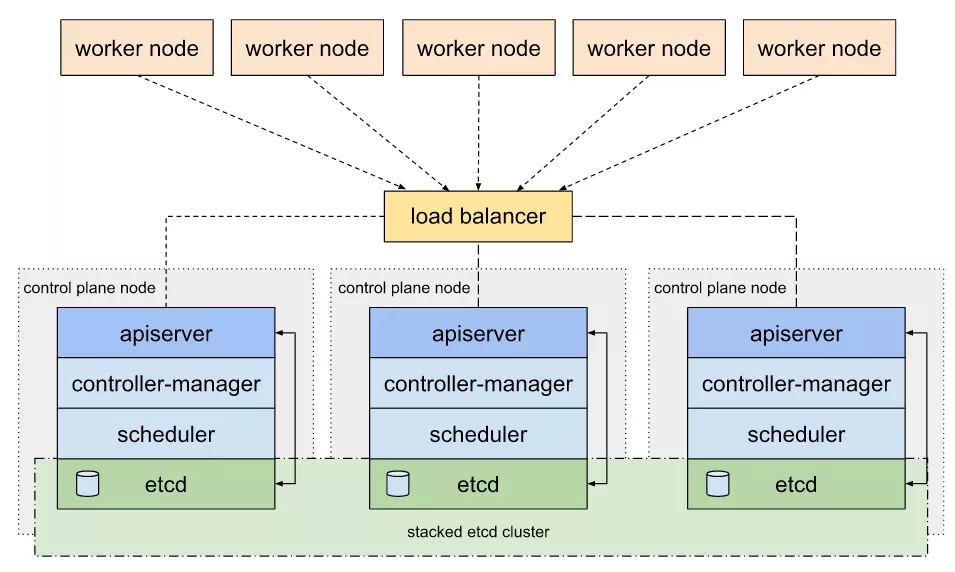 worker node
worker node
worker node
worker node
worker node
load balancer
control plane node
control plane node
control plane node
apiserver
apiserver
apiserver
controller-manager
controller-manager
controller-manager
scheduler
scheduler
scheduler
etcd
etcd
etcd
stacked etcd cluster